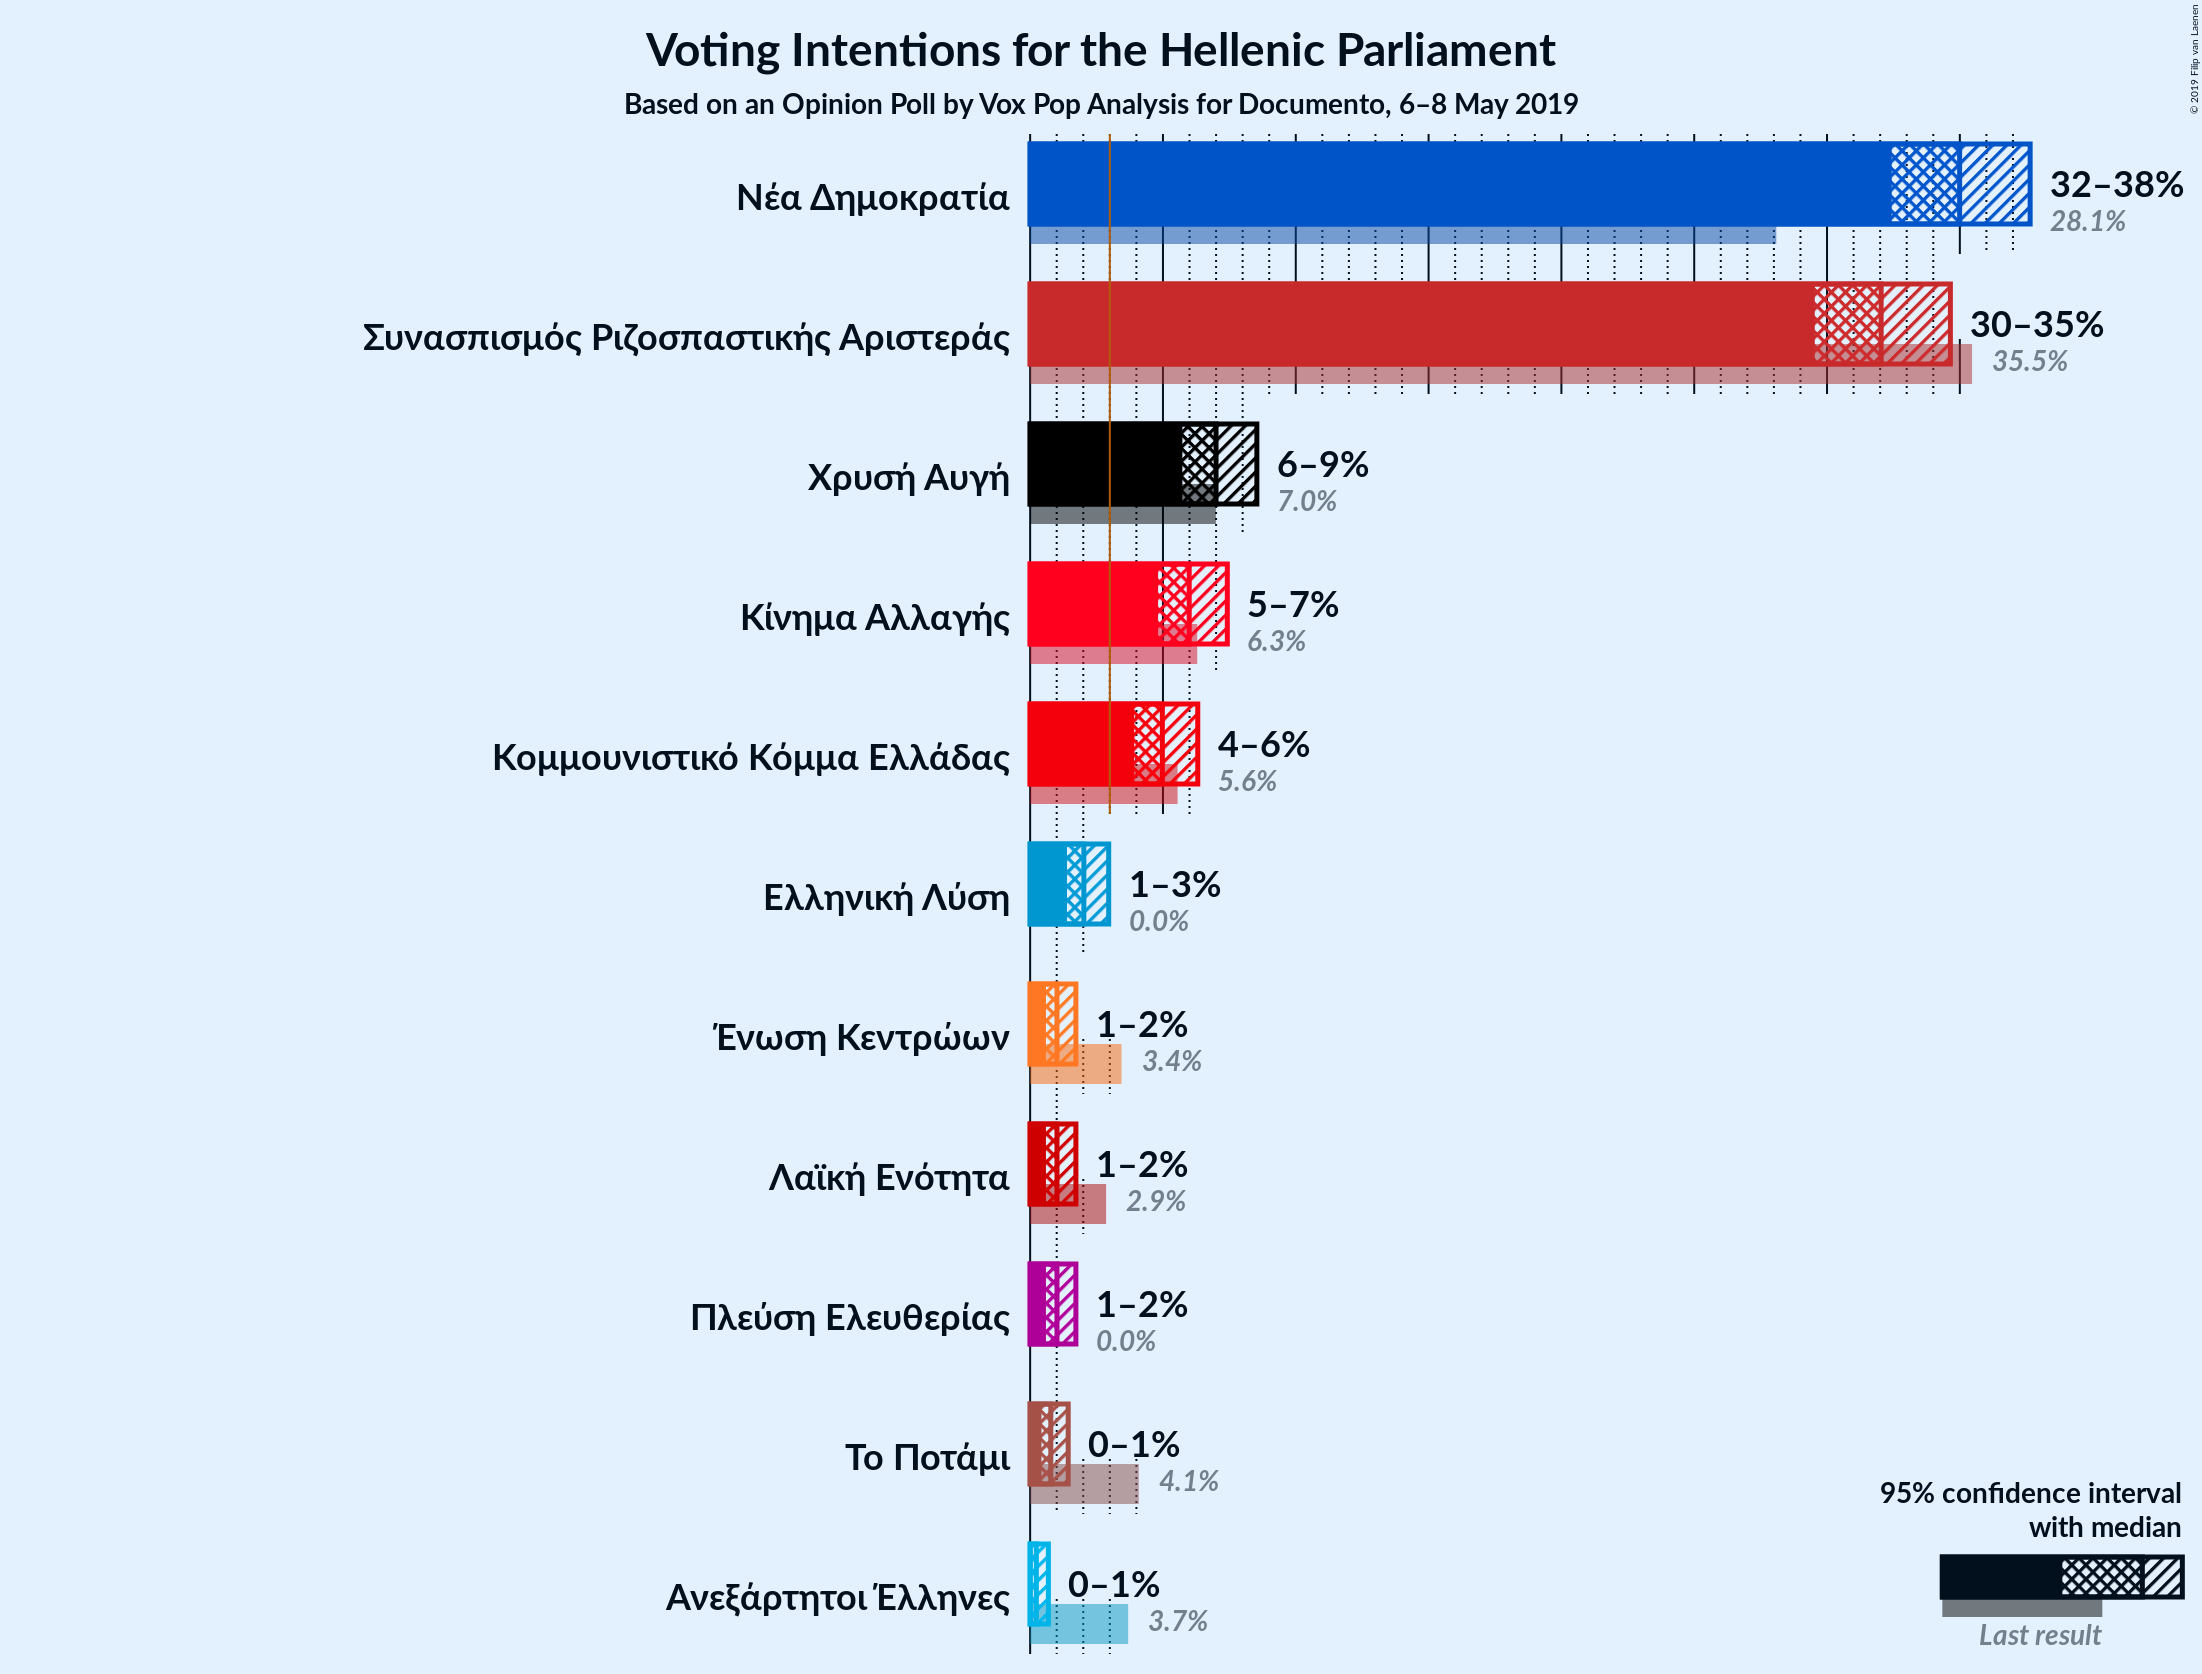 Voting Intentions for the Hellenic Parliament
Based on an Opinion Poll by Vox Pop Analysis for Documento, 6–8 May 2019
© 2019 Filip van Laenen
Νέα Δημοκρατία
32–38%
28.1%
Συνασπισμός Ριζοσπαστικής Αριστεράς
30–35%
35.5%
Χρυσή Αυγή
6–9%
7.0%
Κίνημα Αλλαγής
5–7%
6.3%
Κομμουνιστικό Κόμμα Ελλάδας
4–6%
5.6%
Ελληνική Λύση
1–3%
0.0%
Ένωση Κεντρώων
1–2%
3.4%
Λαϊκή Ενότητα
1–2%
2.9%
Πλεύση Ελευθερίας
1–2%
0.0%
Το Ποτάμι
0–1%
4.1%
Ανεξάρτητοι Έλληνες
0–1%
3.7%
95% confidence interval
with median
Last result